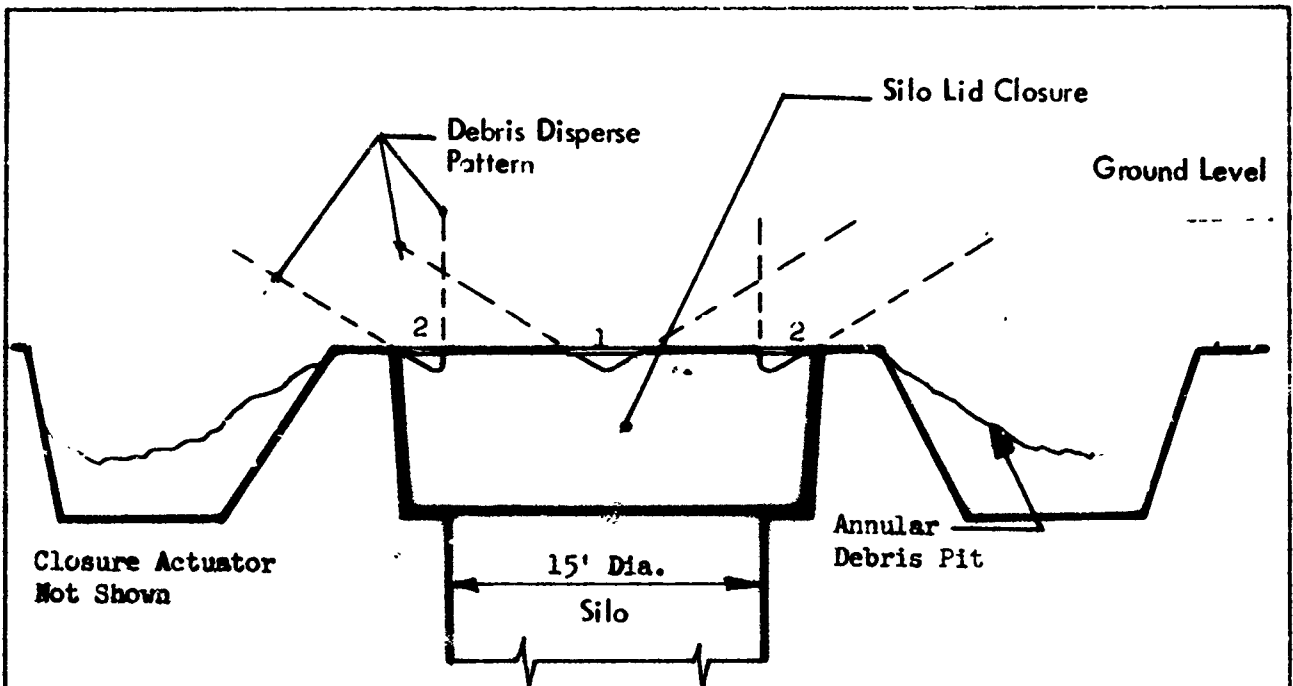 Silo Lid Closure
Debris Disperse
Pattern
Ground Level
2
1
2
Annular
Debris Pit
Closure Actuator
Not Shown
15' Dia.
Silo